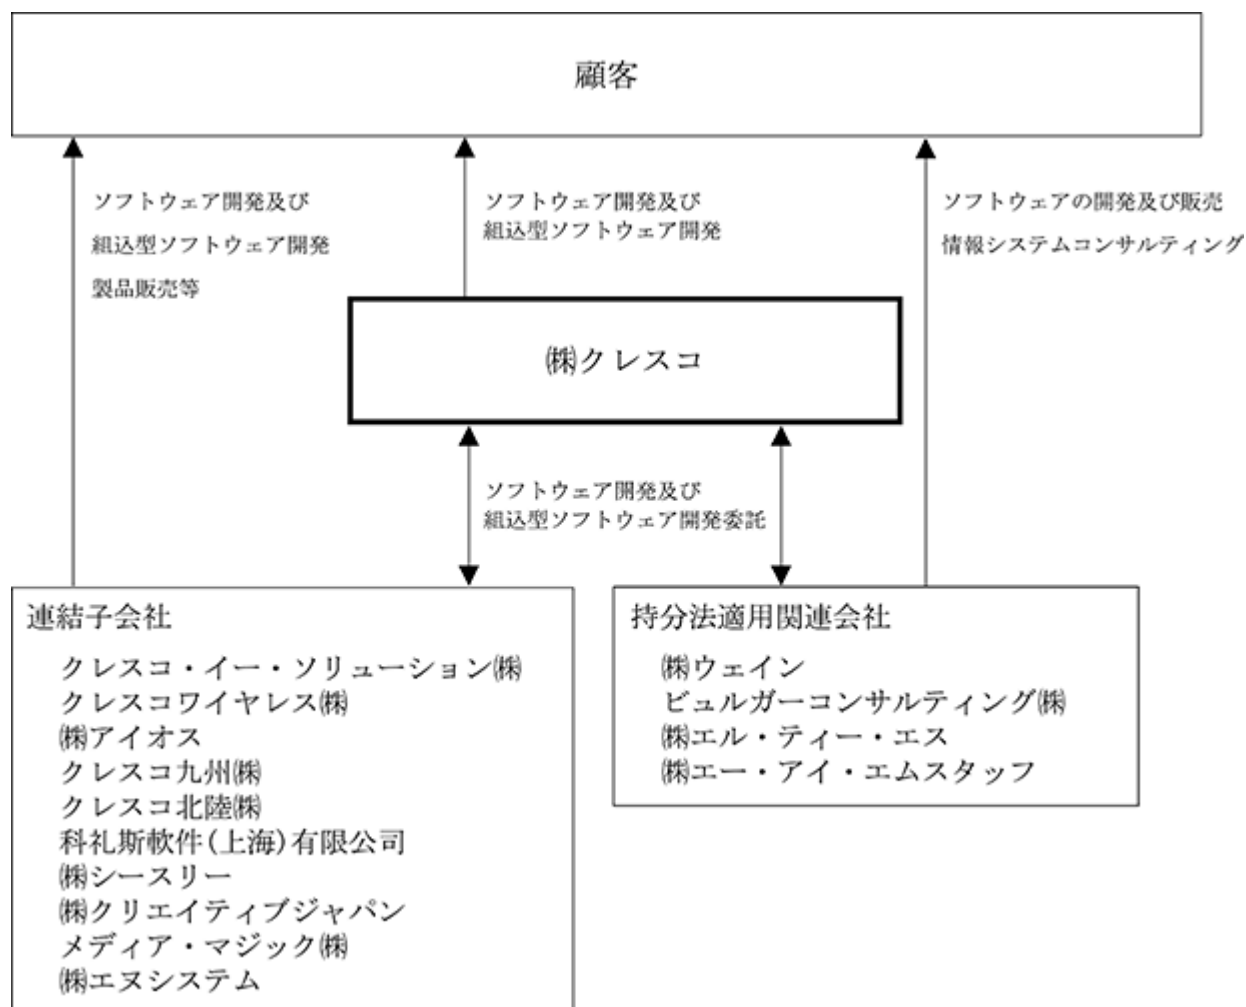 顧客
ソフトウェア開発及び
組込型ソフトウェア開発
製品販売等
ソフトウェア開発及び
組込型ソフトウェア開発
ソフトウェアの開発及び販売
情報システムコンサルティング
㈱クレスコ
ソフトウェア開発及び
組込型ソフトウェア開発委託
連結子会社
クレスコ・イー・ソリューション㈱
クレスコワイヤレス㈱
㈱アイオス
クレスコ九州㈱
クレスコ北陸㈱
科礼斯軟件(上海)有限公司
㈱シースリー
㈱クリエイティブジャパン
メディア・マジック㈱
㈱エヌシステム
持分法適用関連会社
㈱ウェイン
ビュルガーコンサルティング㈱
㈱エル・ティー・エス
㈱エー・アイ・エムスタッフ